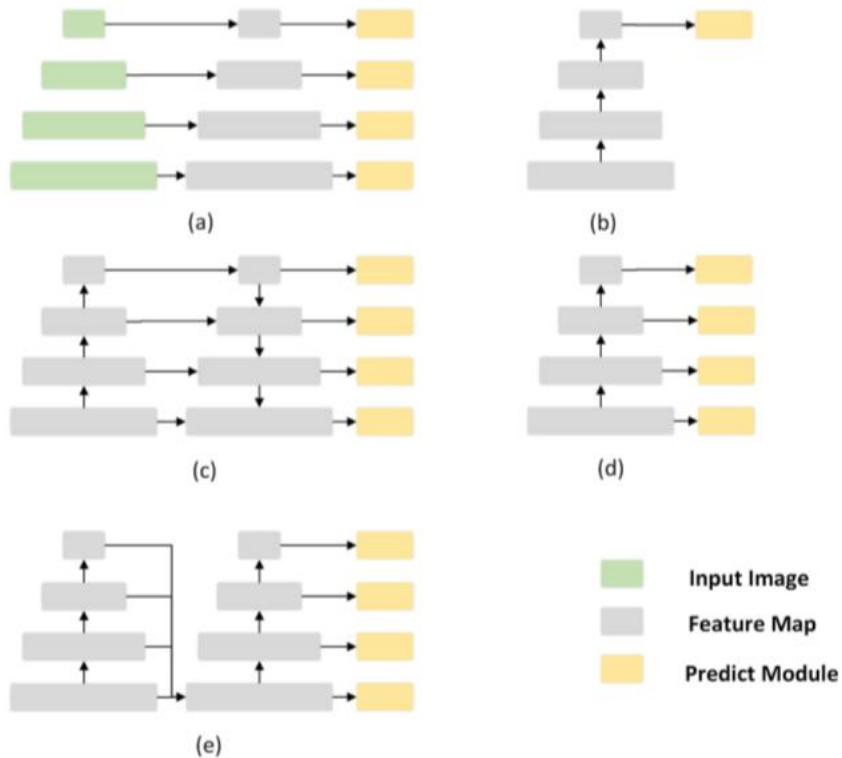 (a)
(b)
(c)
(d)
Input Image
Feature Map
Predict Module
(e)